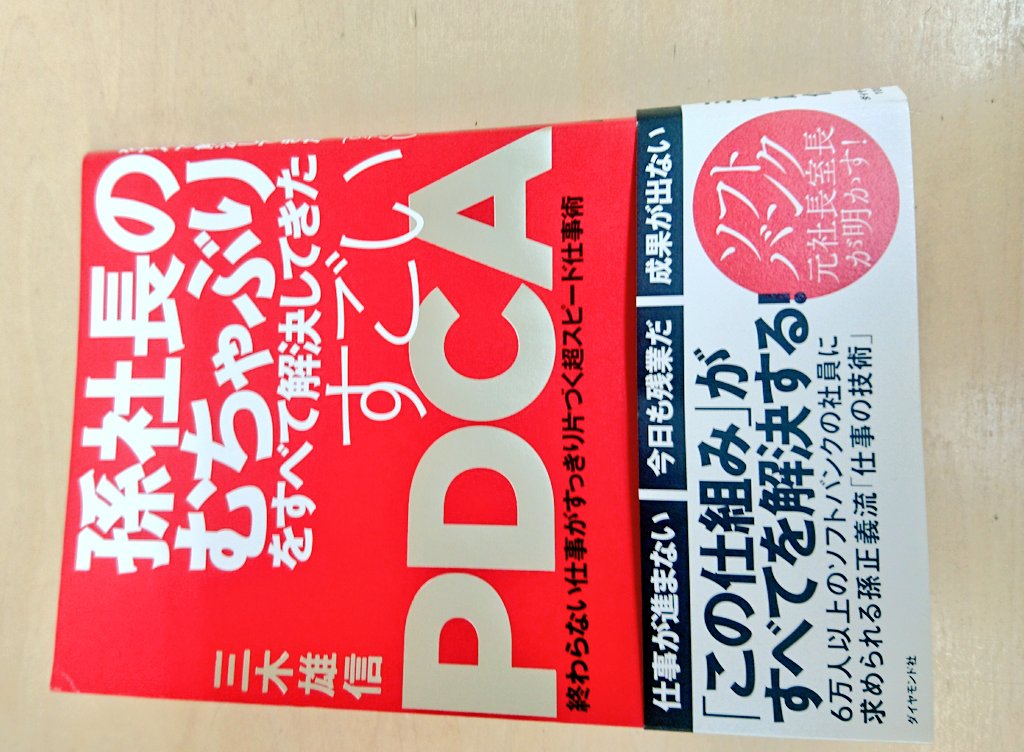 孫社長の
むちゃぶり
をすべて解決してきた
すごい
PDCA
三木雄信
終わらない仕事がすっきり片づく超スピード仕事術
仕事が進まない
今日も残業だ
成果が出ない
「この仕組み」が
すべてを解決する!
ソフト
バンク
元社長室長
が明かす!
6万人以上のソフトバンクの社員に
求められる孫正義流「仕事の技術」
ダイヤモンド社